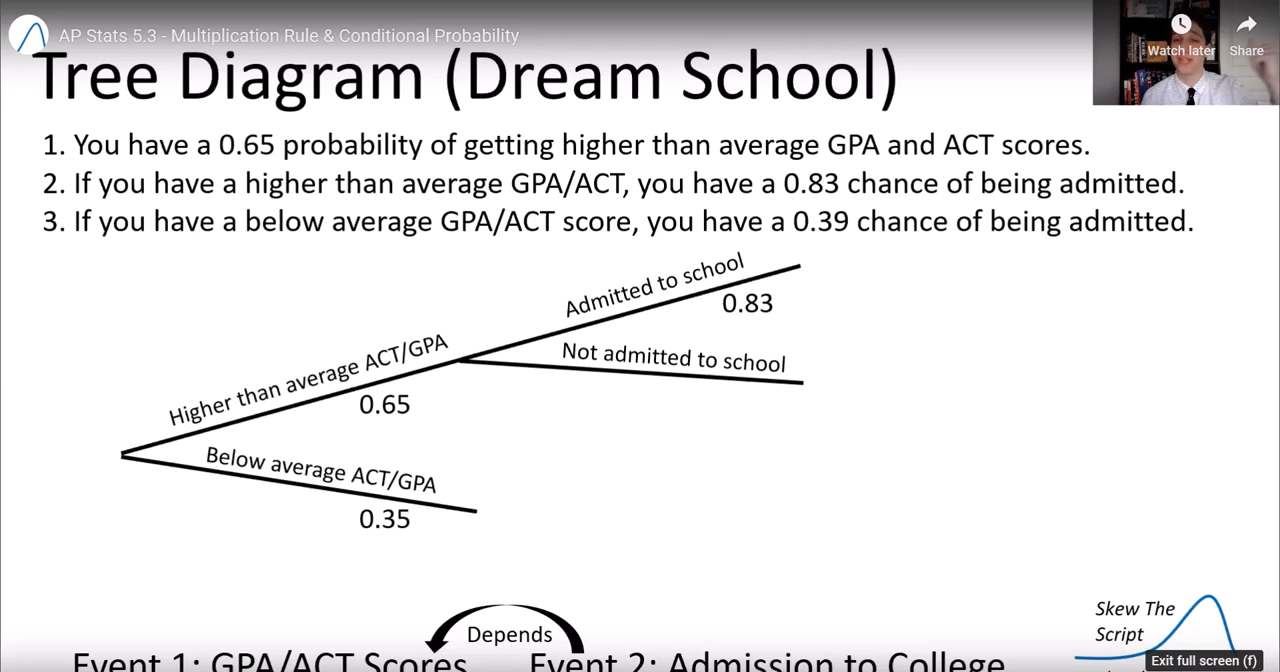 AP Stats 5.3 - Multiplication Rule & Conditional Probability
Watch later
Share
Tree Diagram (Dream School)
1. You have a 0.65 probability of getting higher than average GPA and ACT scores.
2. If you have a higher than average GPA/ACT, you have a 0.83 chance of being admitted.
3. If you have a below average GPA/ACT score, you have a 0.39 chance of being admitted.
Admitted to school
0.83
Not admitted to school
Higher than average ACT/GPA
0.65
Below average ACT/GPA
0.35
Depends
Event 1: GPA/ACT Scores
Event 2: Admission to College
Skew The
Script
Exit full screen (f)